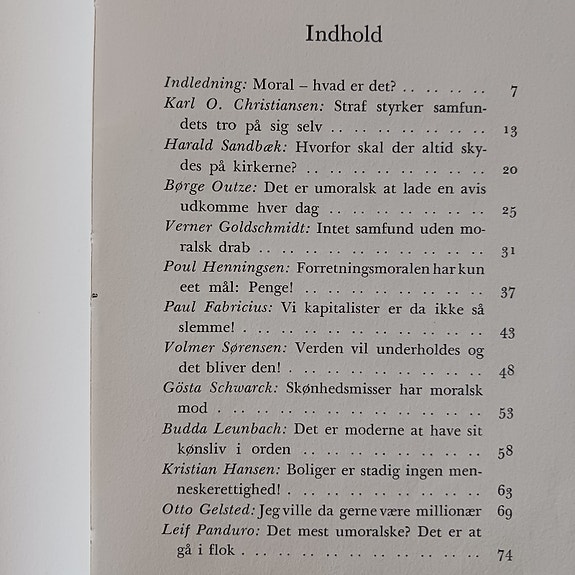 Indhold
Indledning: Moral – hvad er det? .. .. .. .. 7
Karl O. Christiansen: Straf styrker samfun-
dets tro på sig selv .. .. .. .. .. .. .. 13
Harald Sandbæk: Hvorfor skal der altid sky-
des på kirkerne? .. .. .. .. .. .. .. .. 20
Børge Outze: Det er umoralsk at lade en avis
udkomme hver dag .. .. .. .. .. .. .. 25
Verner Goldschmidt: Intet samfund uden mo-
ralsk drab .. .. .. .. .. .. .. .. .. .. 31
Poul Henningsen: Forretningsmoralen har kun
eet mål: Penge! .. .. .. .. .. .. .. .. 37
Paul Fabricius: Vi kapitalister er da ikke så
slemme! . .. .. .. .. .. .. .. .. .. .. 43
Volmer Sørensen: Verden vil underholdes og
det bliver den! . .. .. .. .. .. .. .. .. 48
Gösta Schwarck: Skønhedsmisser har moralsk
mod . .. .. .. .. .. .. .. .. .. .. .. 53
Budda Leunbach: Det er moderne at have sit
kønsliv i orden .. .. .. .. .. .. .. .. 58
Kristian Hansen: Boliger er stadig ingen men-
neskerettighed! . .. .. .. .. .. .. .. .. 63
Otto Gelsted: Jeg ville da gerne være millionær 69
Leif Panduro: Det mest umoralske? Det er at
gå i flok . .. .. .. .. .. .. .. .. .. .. 74